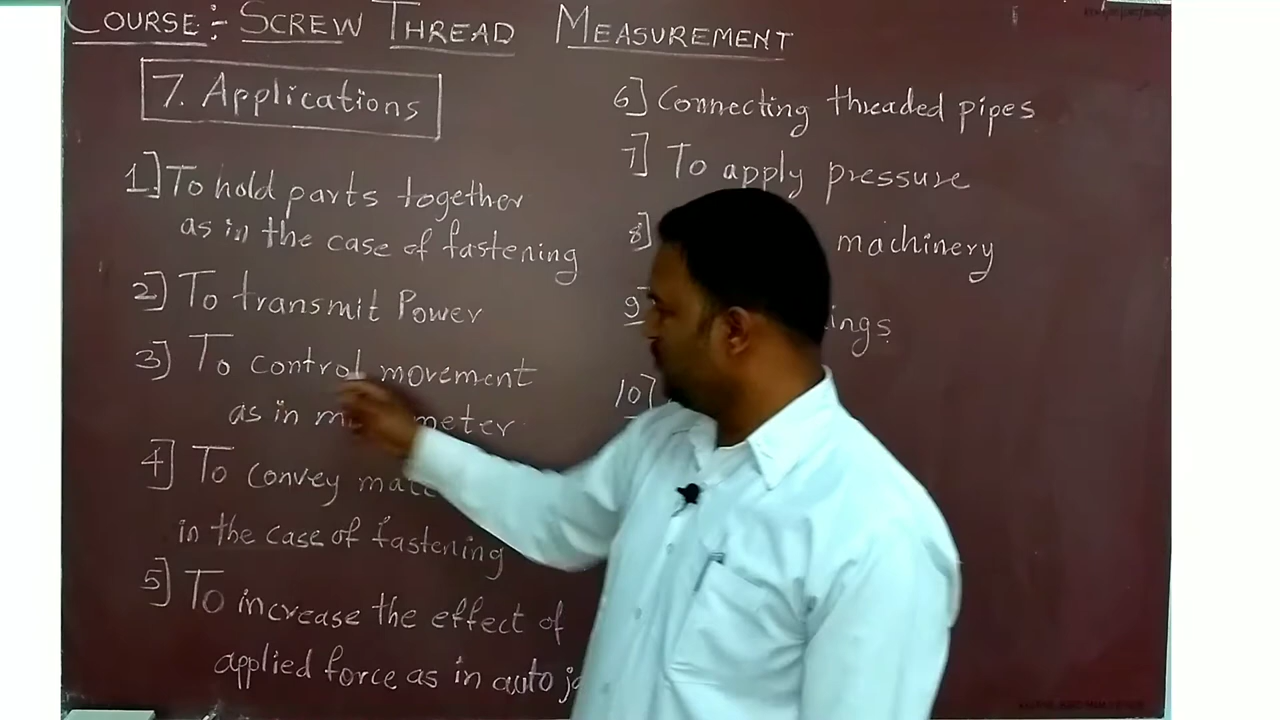 COURSE:- SCREW THREAD MEASUREMENT
7. Applications
1] To hold parts together
as in the case of fastening
2] To transmit Power
3] To control movement
as in meter
4] To convey
in the case of fastening
5] To increase the effect of
applied force as in auto
6] Connecting threaded pipes
7] To apply pressure
8] machinery
9]
10]